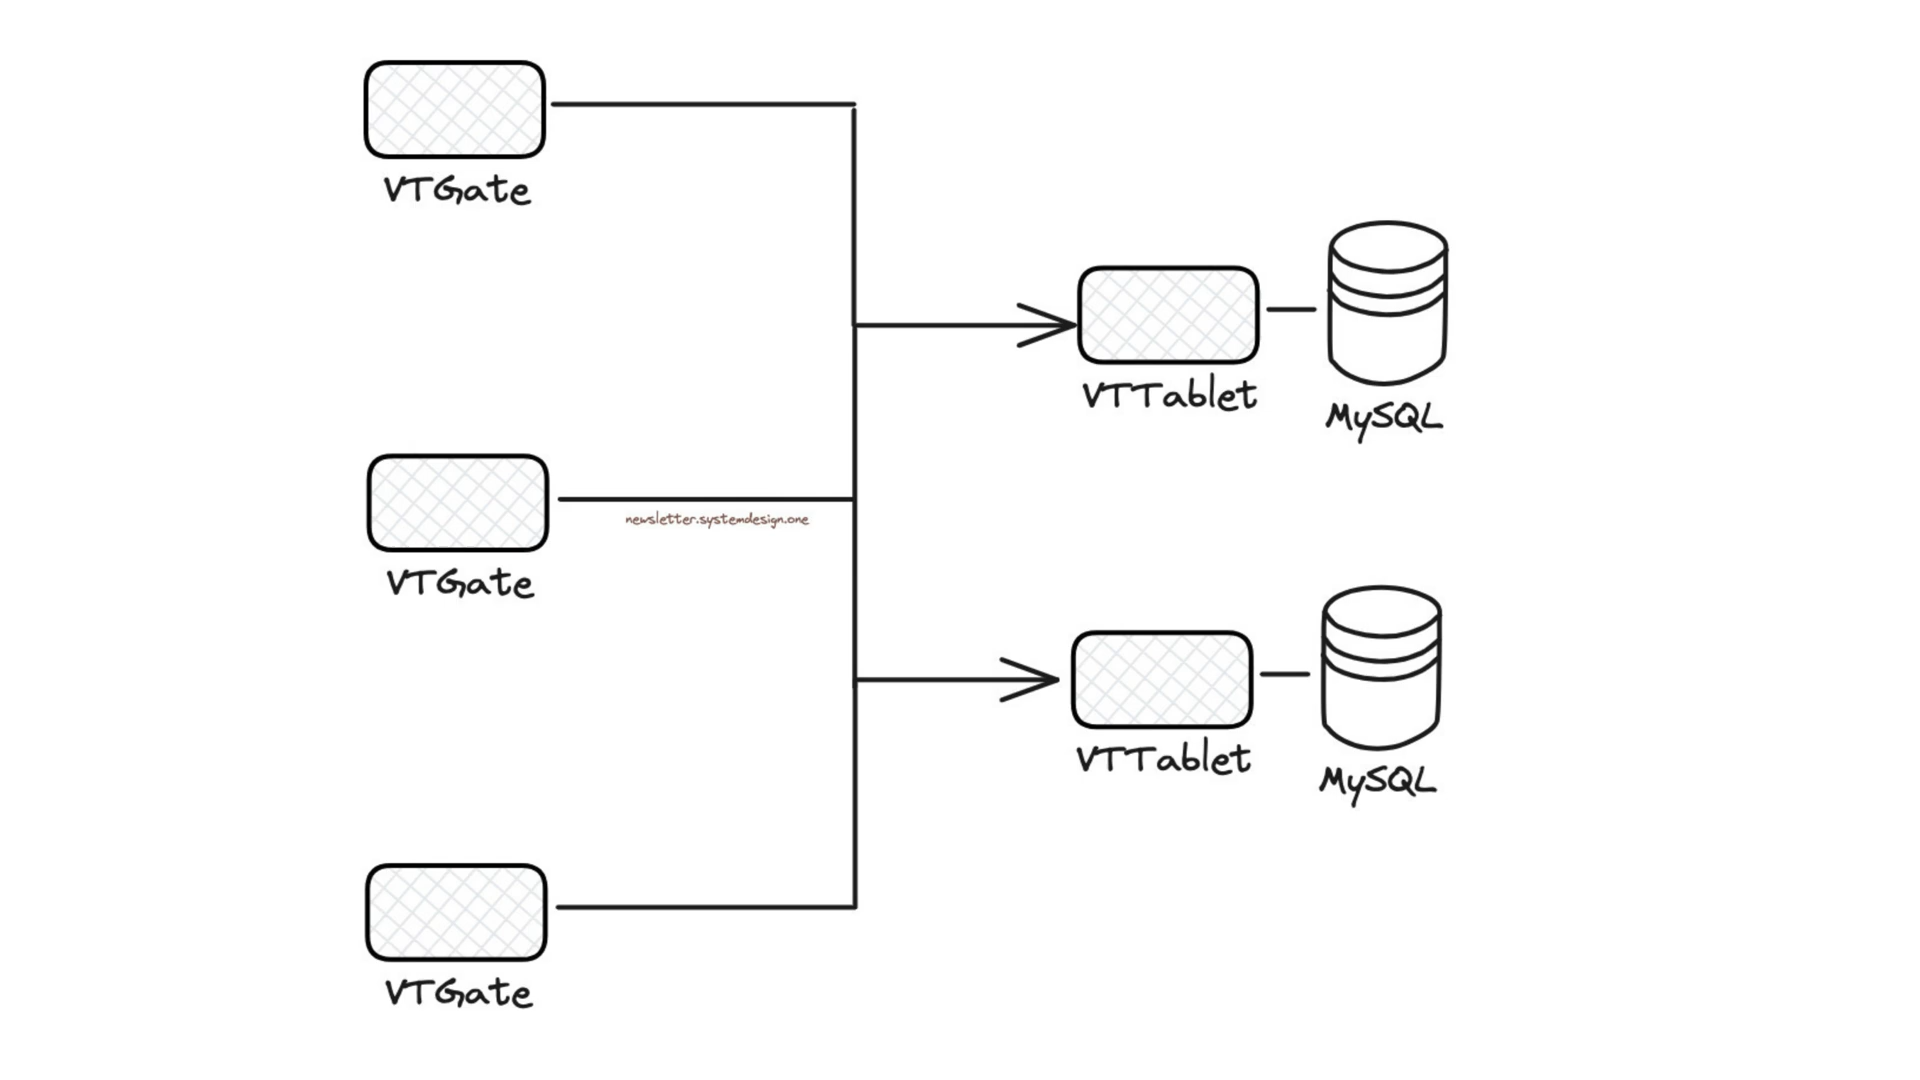 VTGate
VTTablet
MySQL
VTGate
newsletter.systemdesign.one
VTTablet
MySQL
VTGate